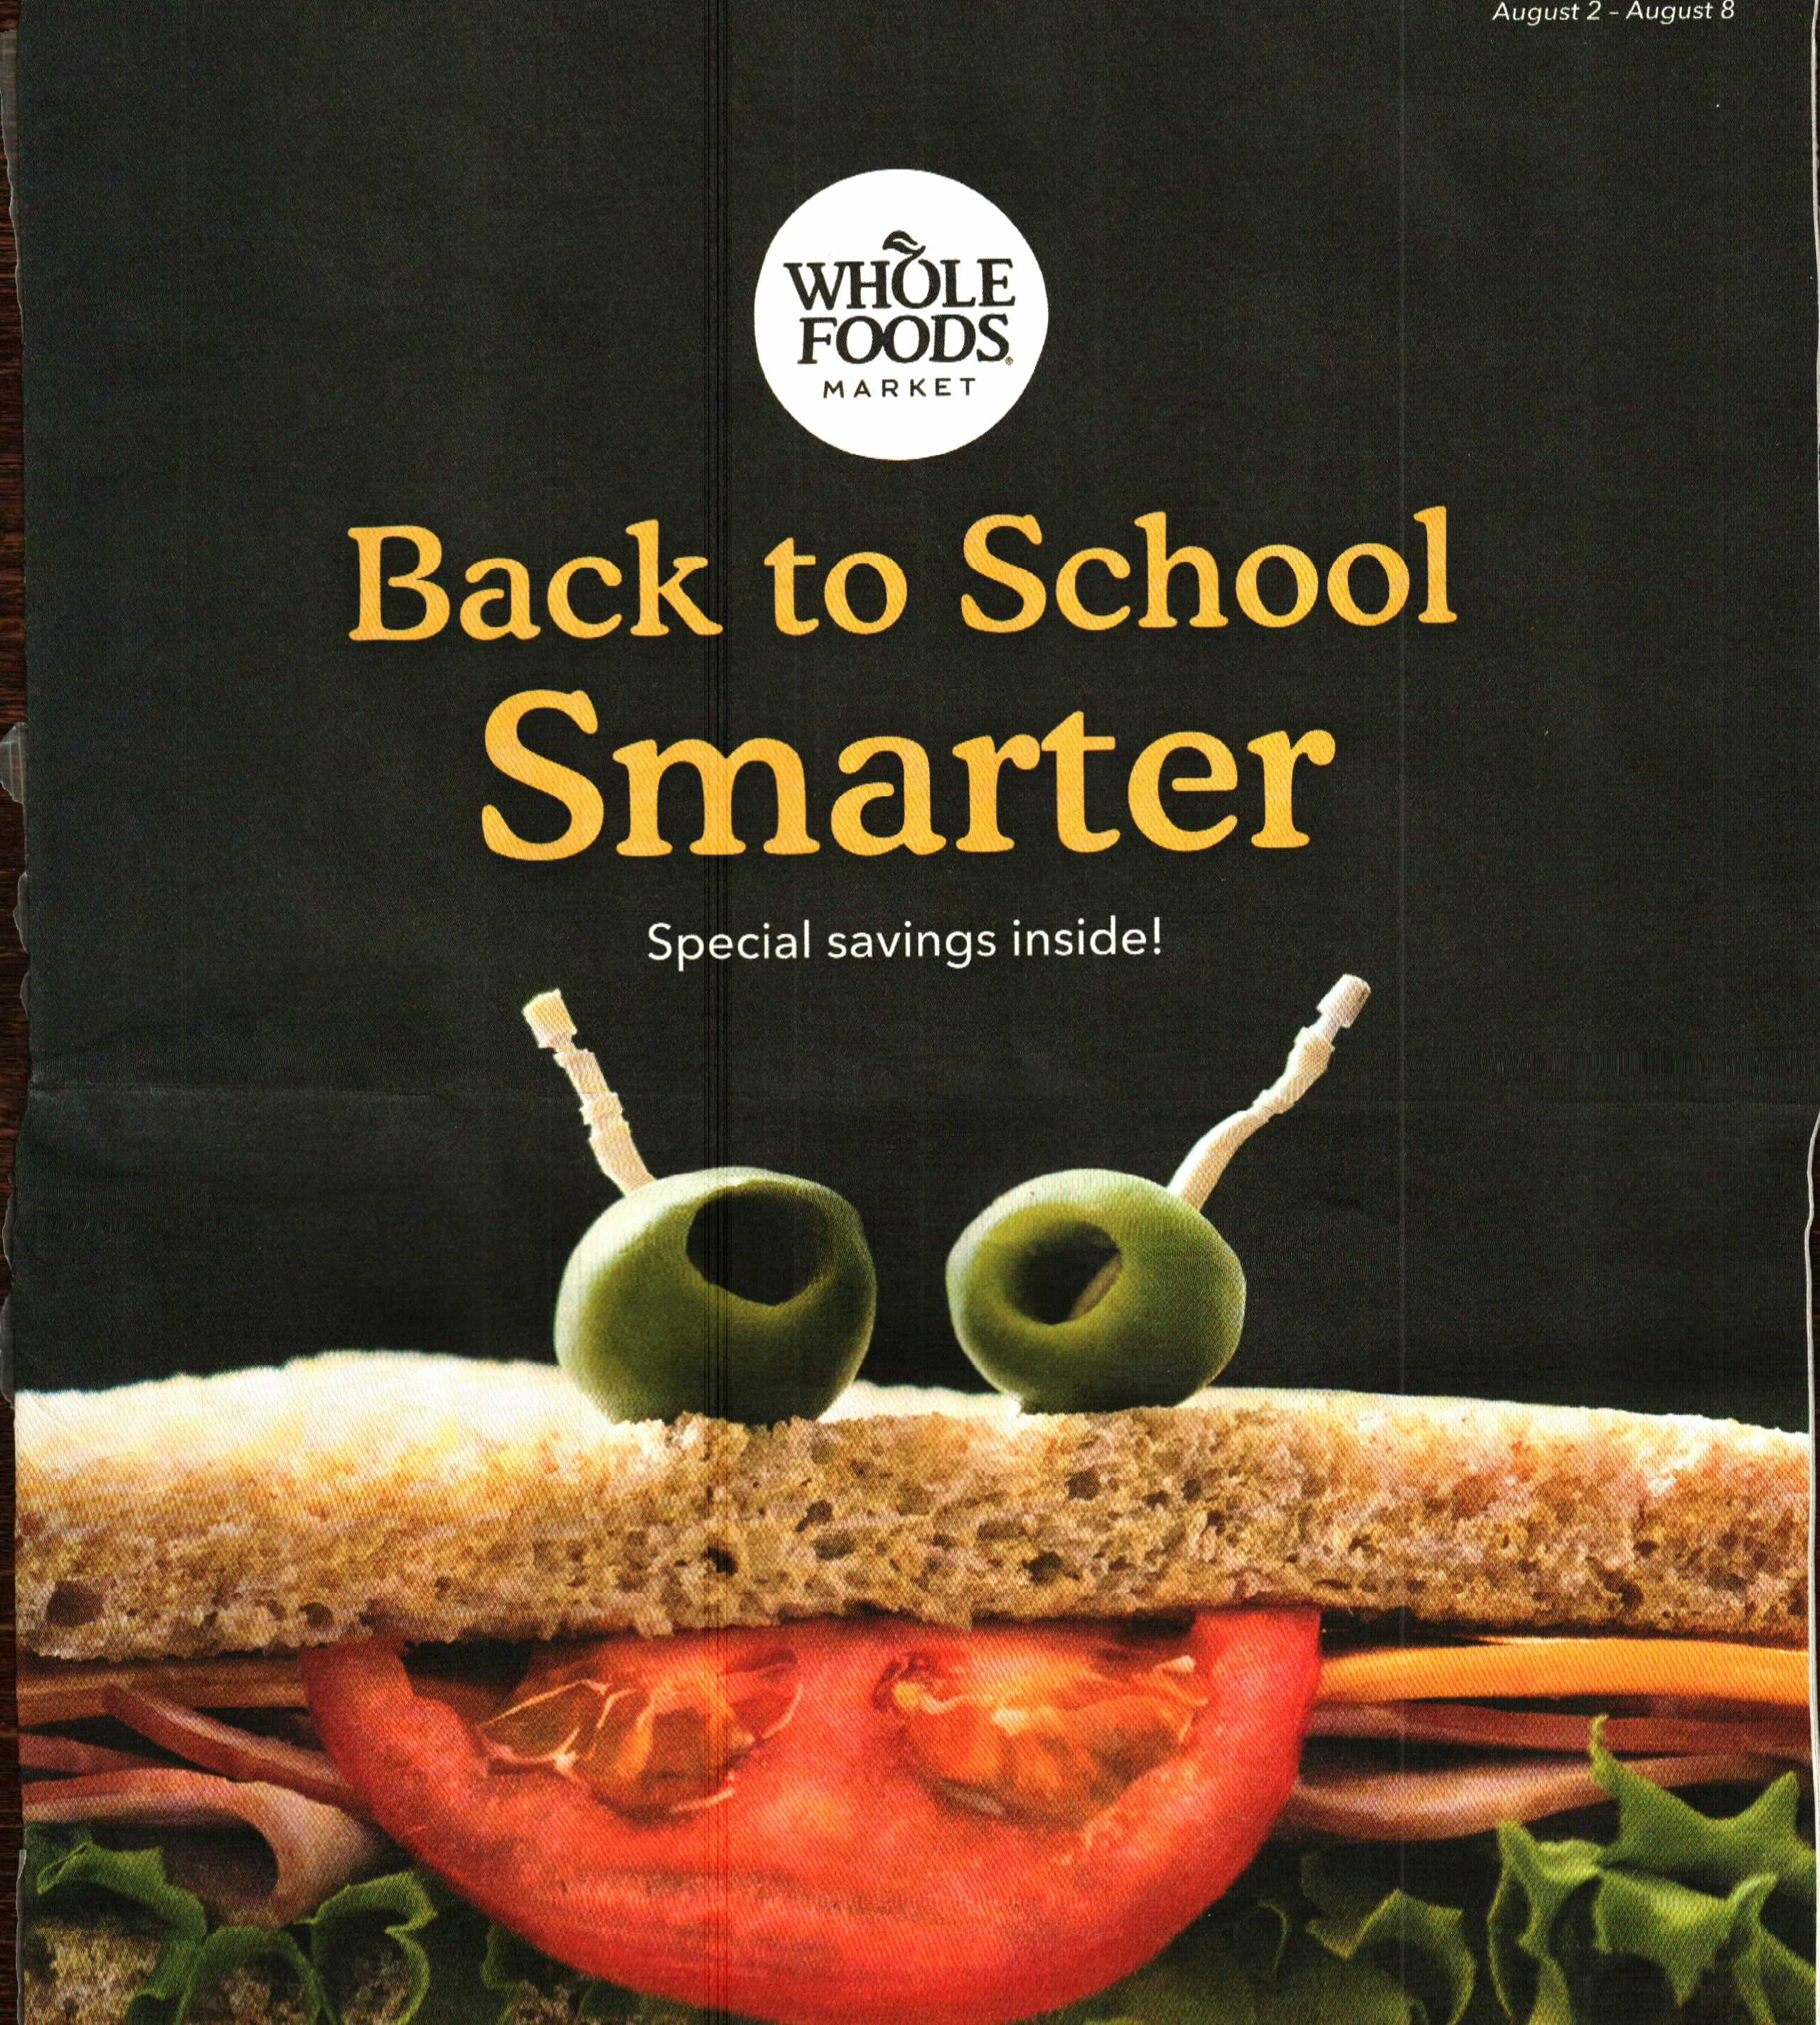 August 2 – August 8
WHOLE
FOODS®
MARKET
Back to School
Smarter
Special savings inside!